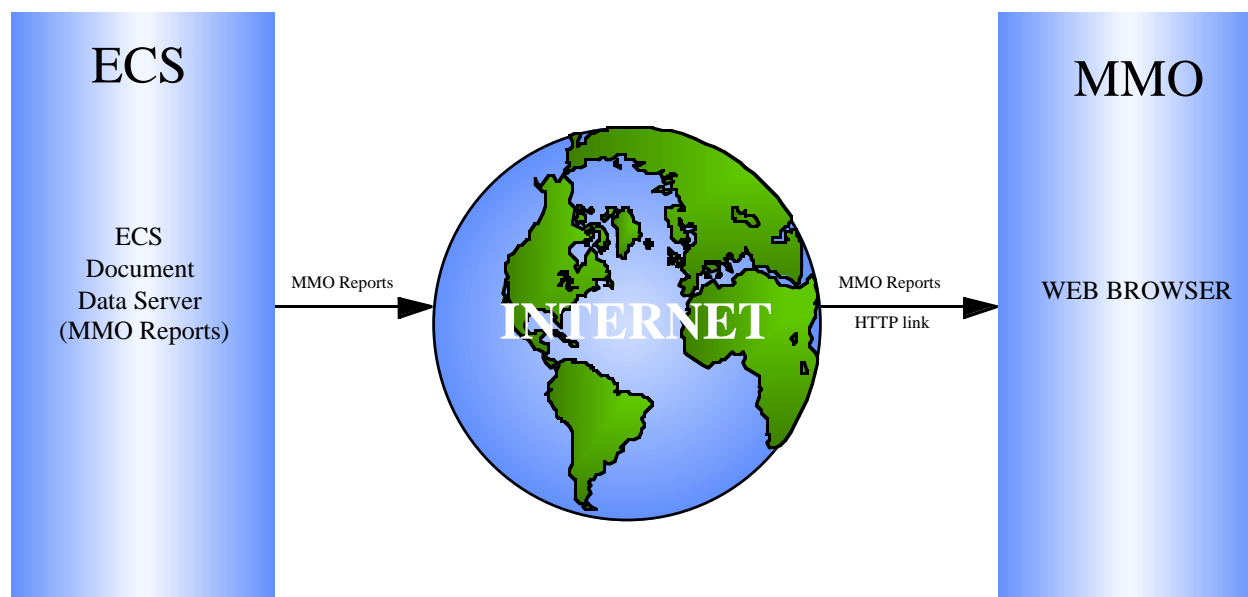 ECS
ECS
Document
Data Server
(MMO Reports)
MMO Reports
INTERNET
MMO Reports
HTTP link
MMO
WEB BROWSER